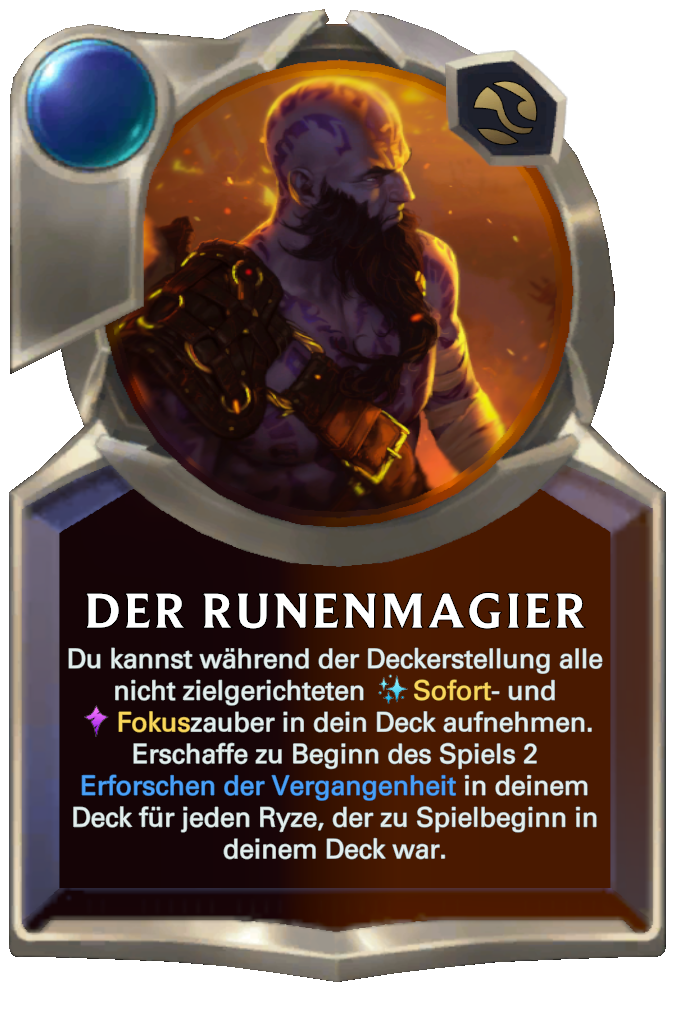 DER RUNENMAGIER
Du kannst während der Deckerstellung alle
nicht zielgerichteten Sofort- und
Fokuszauber in dein Deck aufnehmen.
Erschaffe zu Beginn des Spiels 2
Erforschen der Vergangenheit in deinem
Deck für jeden Ryze, der zu Spielbeginn in
deinem Deck war.